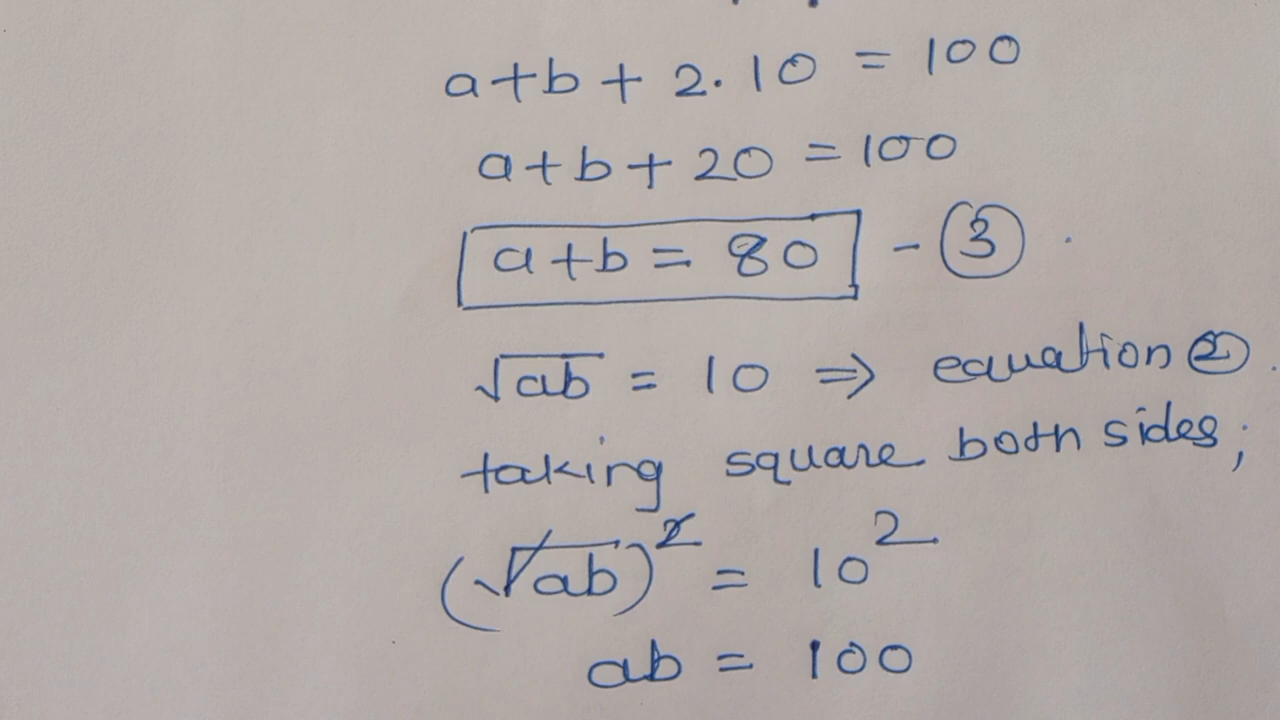 a+b + 2.10 = 100
a+b+20 = 100
a+b = 80 - ③
√ab = 10 ⇒ equation ②.
taking square both sides;
(√ab)² = 10²
ab = 100